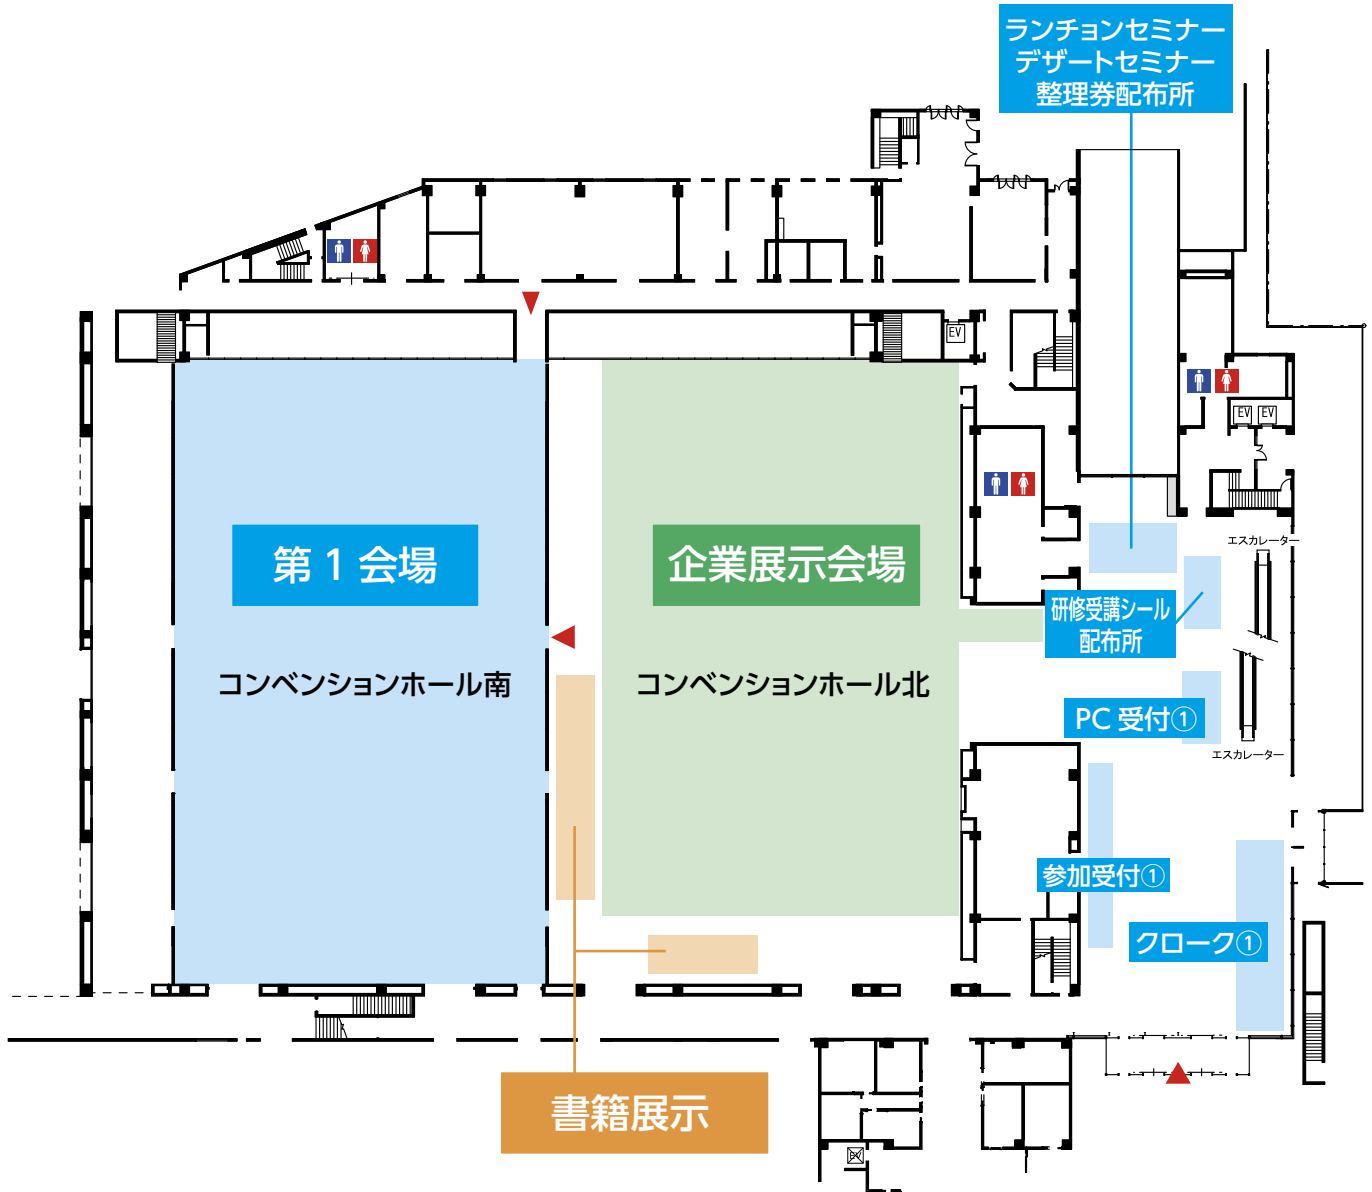 ランチョンセミナー
デザートセミナー
整理券配布所
EV
EV
EV
第 1 会場
企業展示会場
エスカレーター
研修受講シール
配布所
コンベンションホール南
コンベンションホール北
PC 受付①
エスカレーター
参加受付①
クローク①
書籍展示
EV